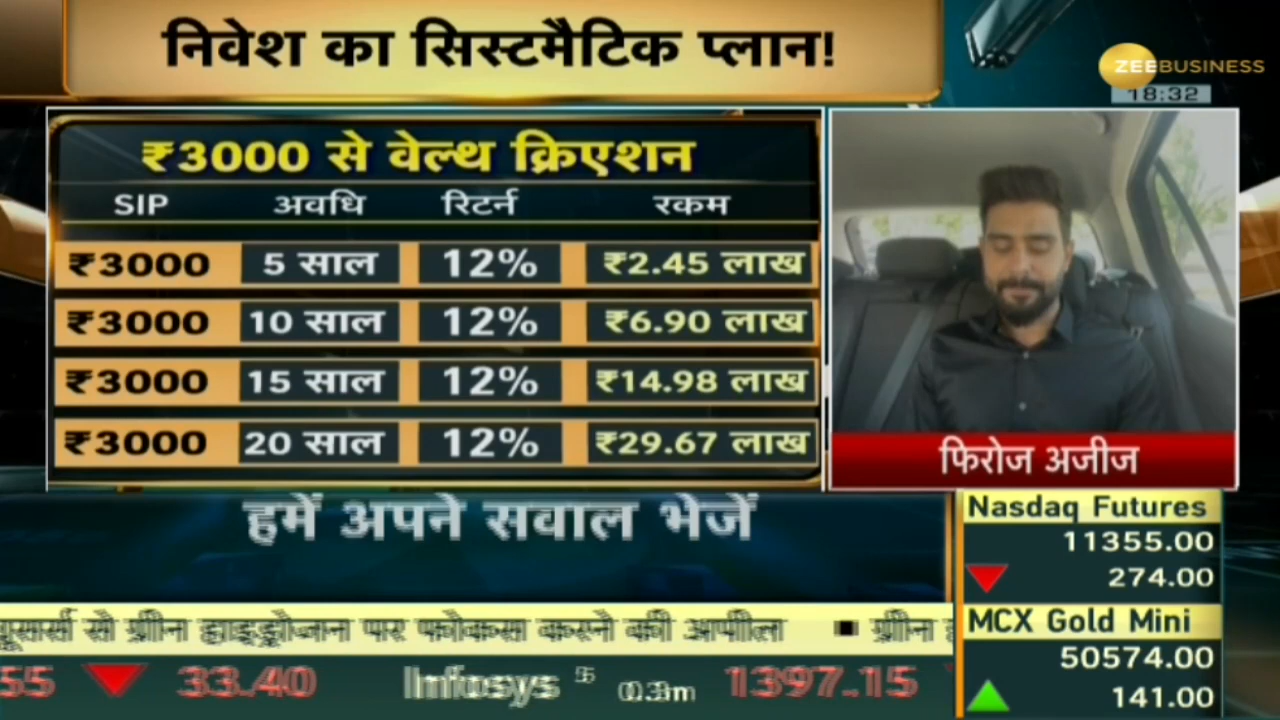 निवेश का सिस्टमैटिक प्लान!
ZEEBUSINESS
18:32
₹3000 से वेल्थ क्रिएशन
SIP अवधि रिटर्न रकम
₹3000 5 साल 12% ₹2.45 लाख
₹3000 10 साल 12% ₹6.90 लाख
₹3000 15 साल 12% ₹14.98 लाख
₹3000 20 साल 12% ₹29.67 लाख
फिरोज अजीज
हमें अपने सवाल भेजें
Nasdaq Futures
11355.00
274.00
से ग्रीन हाइड्रोजन पर फोकस करने की अपील ▪ ग्रीन
MCX Gold Mini
50574.00
141.00
55 33.40 Infosys 1397.15